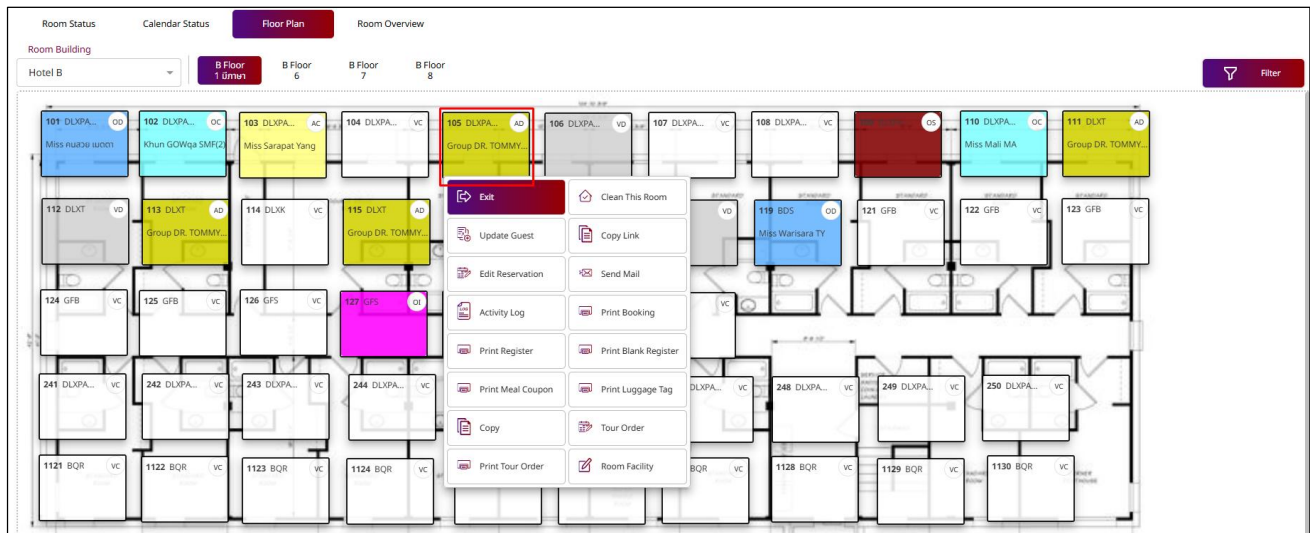 Room Status Calendar Status Floor Plan Room Overview
Room Building
Hotel B
B Floor
1 มีกาษา
B Floor
6
B Floor
7
B Floor
8
Filter
101 DLXPA... OD
Miss คนสวย เมตตา
102 DLXPA... OC
Khun GOWqa SMF(2)
103 DLXPA... AC
Miss Sarapat Yang
104 DLXPA... VC
105 DLXPA... AD
Group DR. TOMMY...
106 DLXPA... VD
107 DLXPA... VC
108 DLXPA... VC
OS
110 DLXPA... OC
Miss Mali MA
111 DLXT AD
Group DR. TOMMY...
112 DLXT VD
113 DLXT AD
Group DR. TOMMY...
114 DLXK VC
115 DLXT AD
Group DR. TOMMY...
VD
119 BDS OD
Miss Warisara TY
121 GFB VC
122 GFB VC
123 GFB VC
124 GFB VC
125 GFB VC
126 GFS VC
127 GFS OI
VC
241 DLXPA... VC
242 DLXPA... VC
243 DLXPA... VC
244 DLXPA... VC
DLXPA... VC
248 DLXPA... VC
249 DLXPA... VC
250 DLXPA... VC
1121 BQR VC
1122 BQR VC
1123 BQR VC
1124 BQR VC
BQR VC
1128 BQR VC
1129 BQR VC
1130 BQR VC
Exit Clean This Room
Update Guest Copy Link
Edit Reservation Send Mail
Activity Log Print Booking
Print Register Print Blank Register
Print Meal Coupon Print Luggage Tag
Copy Tour Order
Print Tour Order Room Facility